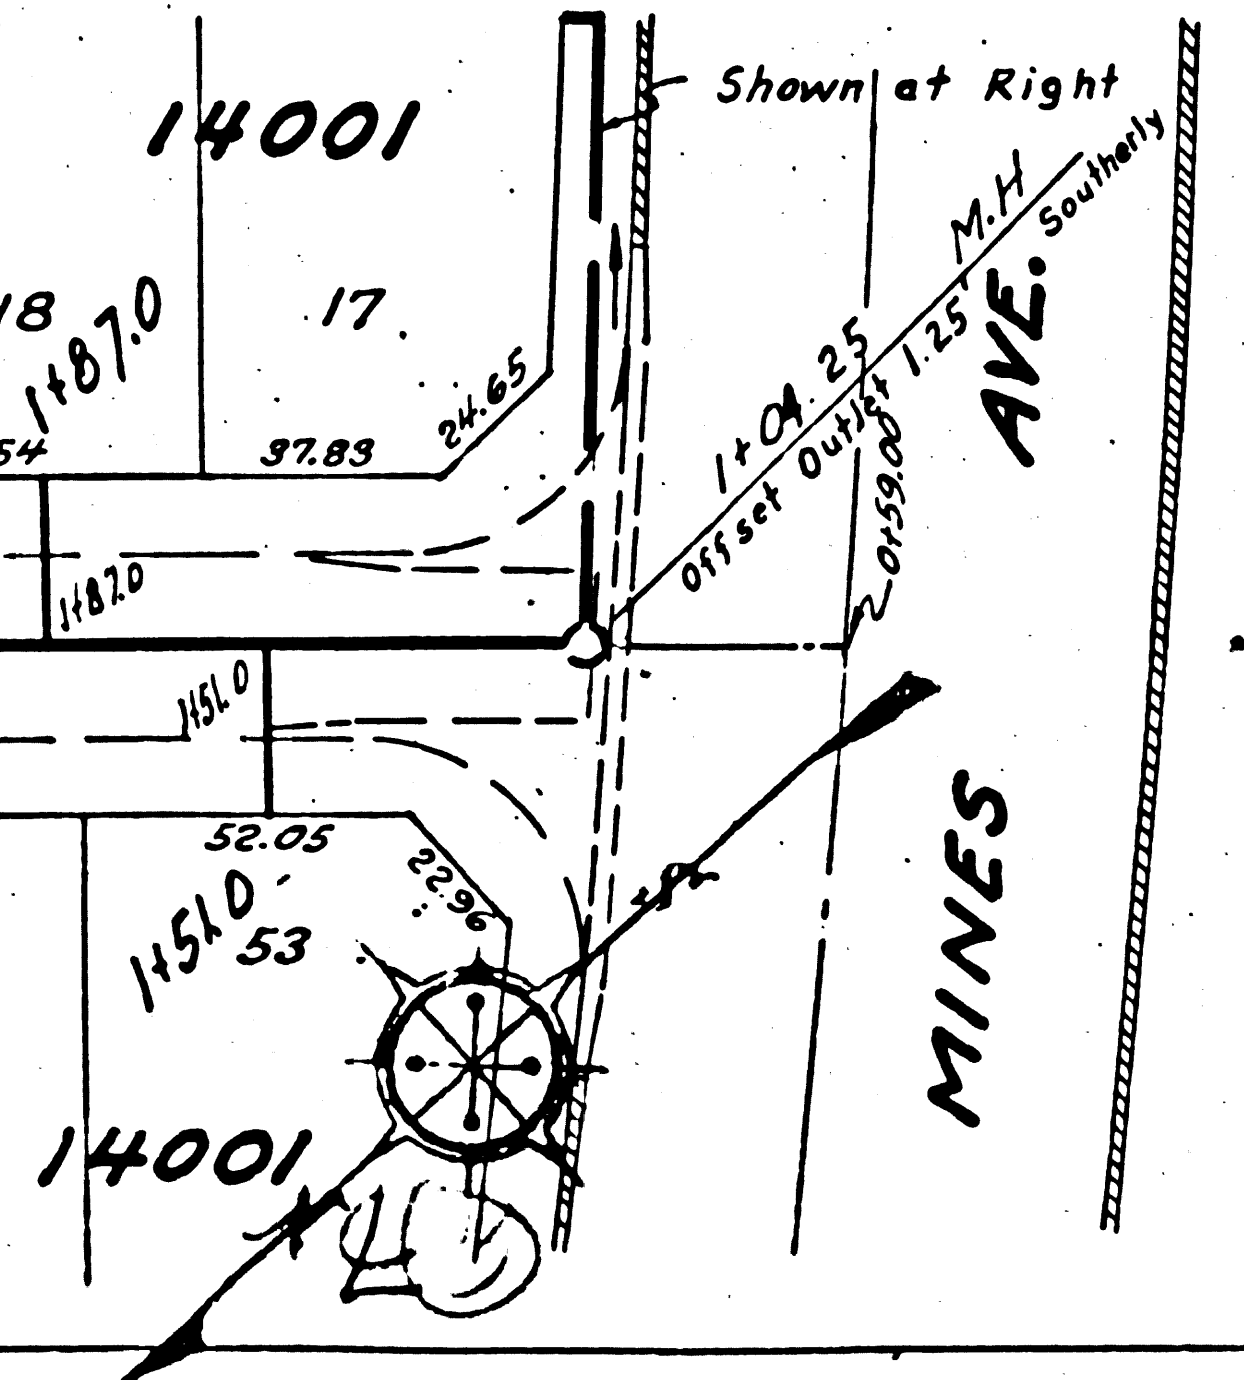 Shown at Right
14001
M.H
Southerly
18
1+87.0
17
1+04.25
Offset Outlet 1.25'
AVE.
24.65
54
37.83
0+59.00
1+87.0
1+51.0
MINES
52.05
22.96
1+51.0
53
14001